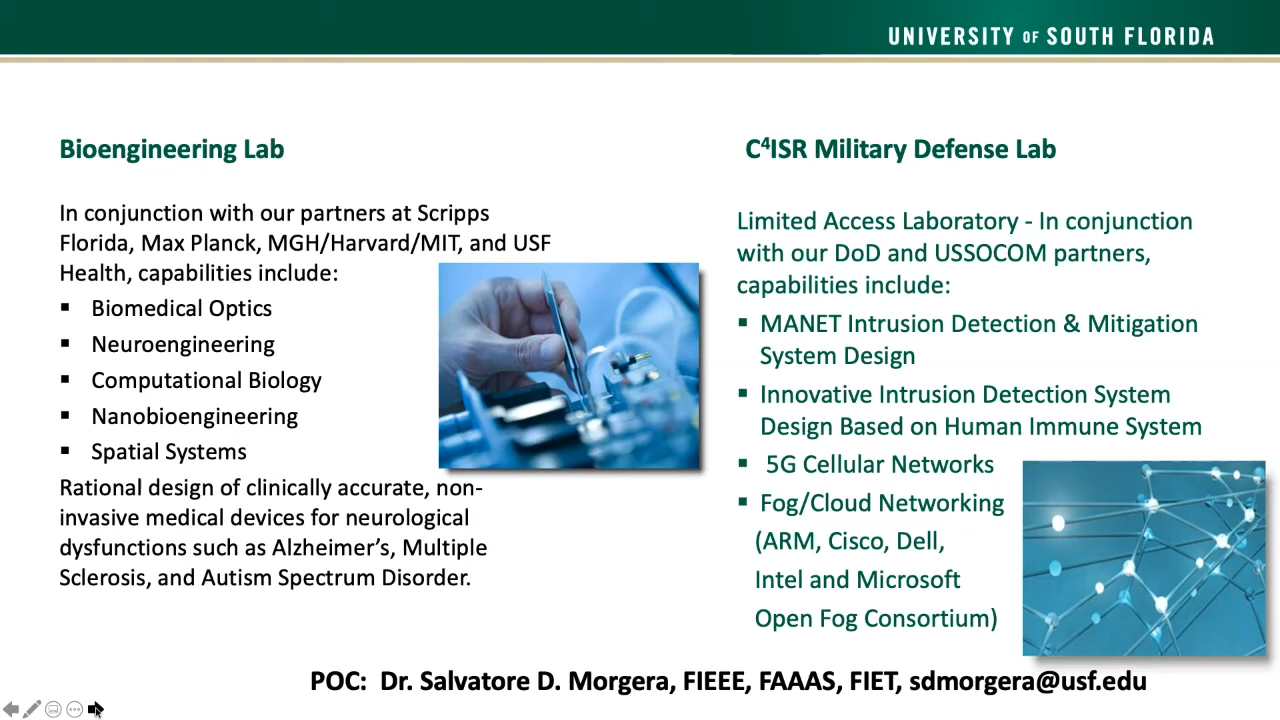 UNIVERSITY OF SOUTH FLORIDA
Bioengineering Lab
In conjunction with our partners at Scripps
Florida, Max Planck, MGH/Harvard/MIT, and USF
Health, capabilities include:
▪ Biomedical Optics
▪ Neuroengineering
▪ Computational Biology
▪ Nanobioengineering
▪ Spatial Systems
Rational design of clinically accurate, non-
invasive medical devices for neurological
dysfunctions such as Alzheimer’s, Multiple
Sclerosis, and Autism Spectrum Disorder.
C⁴ISR Military Defense Lab
Limited Access Laboratory - In conjunction
with our DoD and USSOCOM partners,
capabilities include:
▪ MANET Intrusion Detection & Mitigation
System Design
▪ Innovative Intrusion Detection System
Design Based on Human Immune System
▪ 5G Cellular Networks
▪ Fog/Cloud Networking
(ARM, Cisco, Dell,
Intel and Microsoft
Open Fog Consortium)
POC: Dr. Salvatore D. Morgera, FIEEE, FAAAS, FIET, sdmorgera@usf.edu